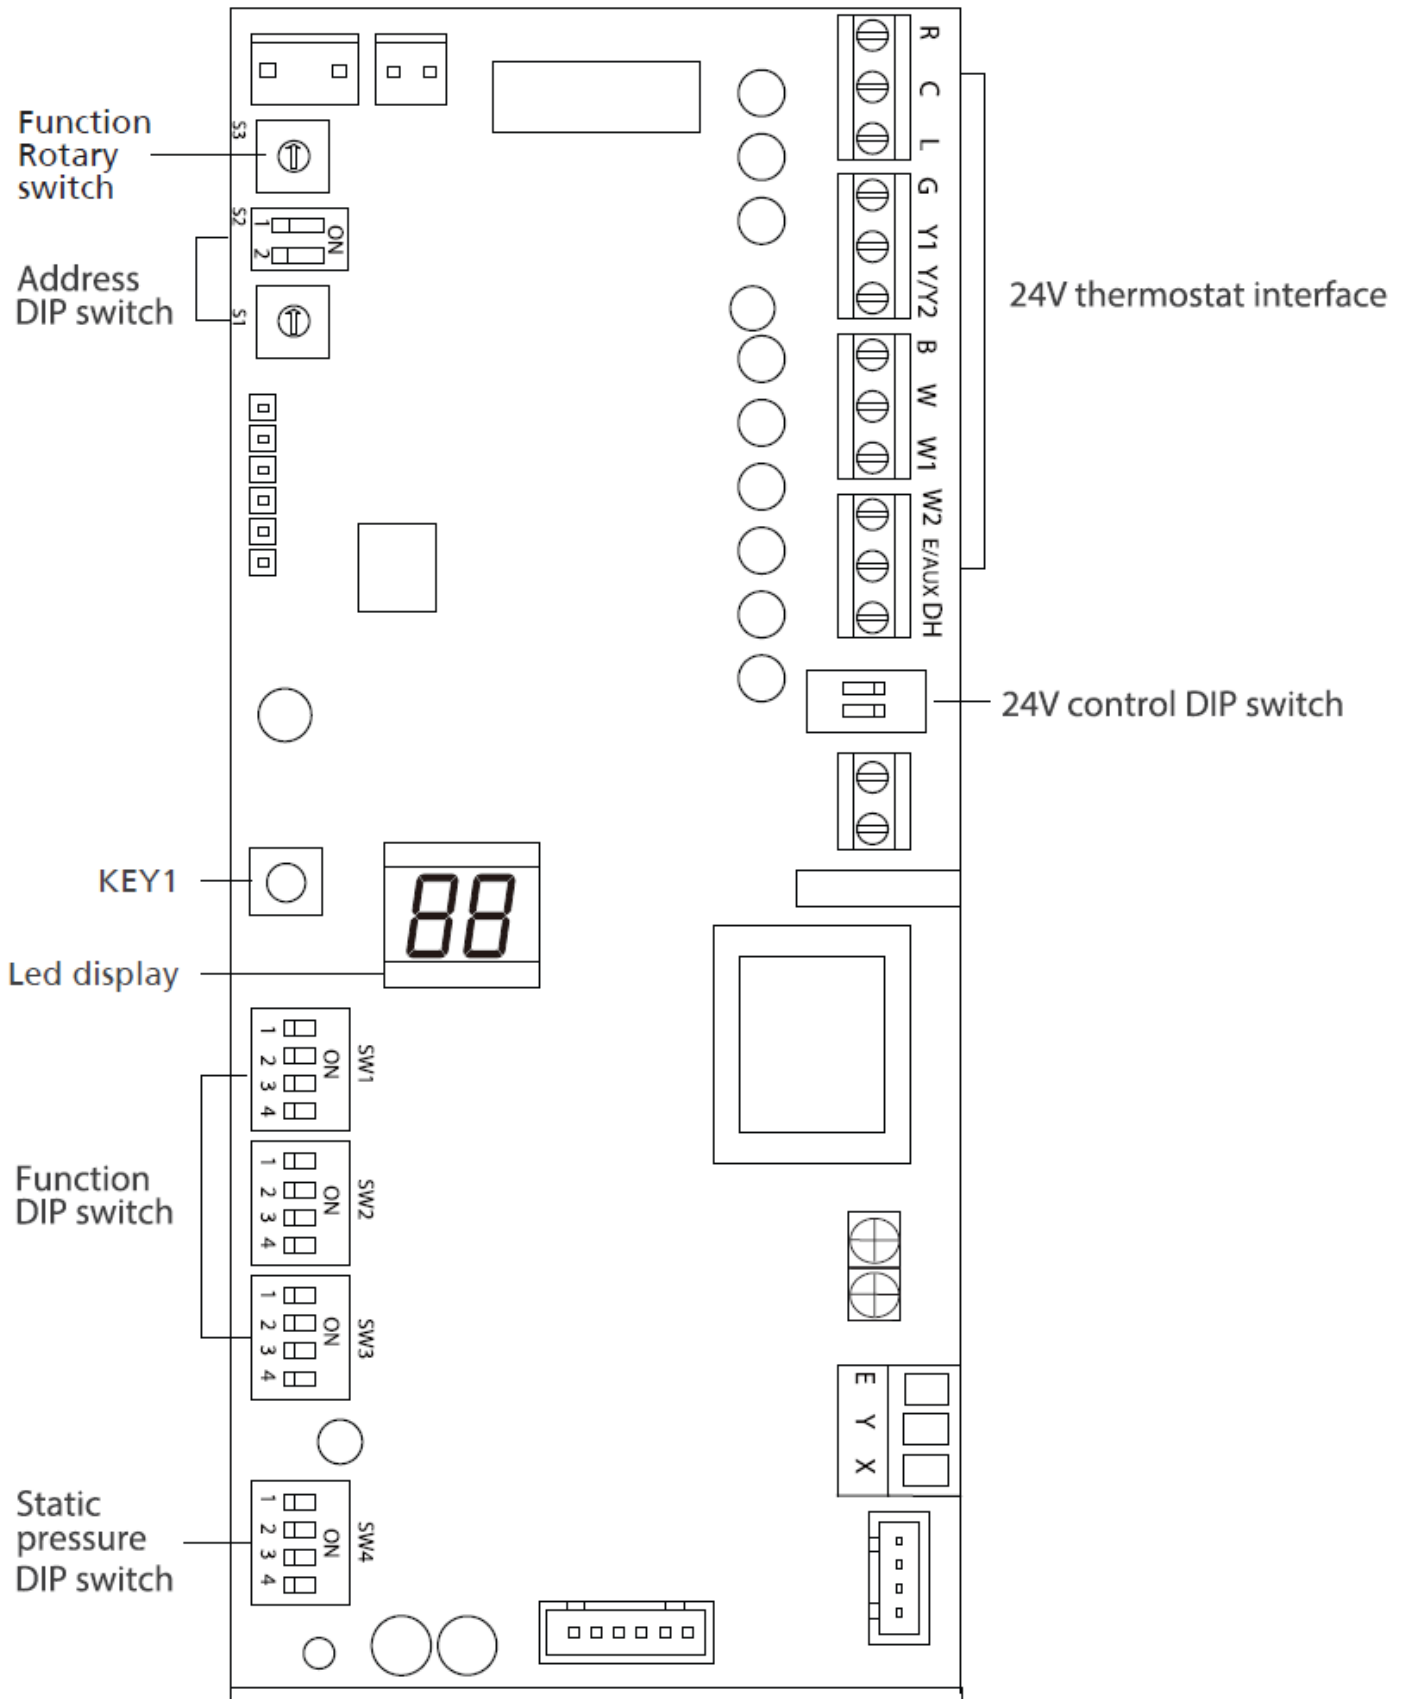 Function
Rotary
switch
S3
S2
1
2
ON
Address
DIP switch
S1
R
C
L
G
Y1
Y/Y2
B
W
W1
W2
E/AUX
DH
24V thermostat interface
24V control DIP switch
KEY1
88
Led display
1
2
3
4
ON
SW1
Function
DIP switch
1
2
3
4
ON
SW2
1
2
3
4
ON
SW3
E
Y
X
Static
pressure
DIP switch
1
2
3
4
ON
SW4